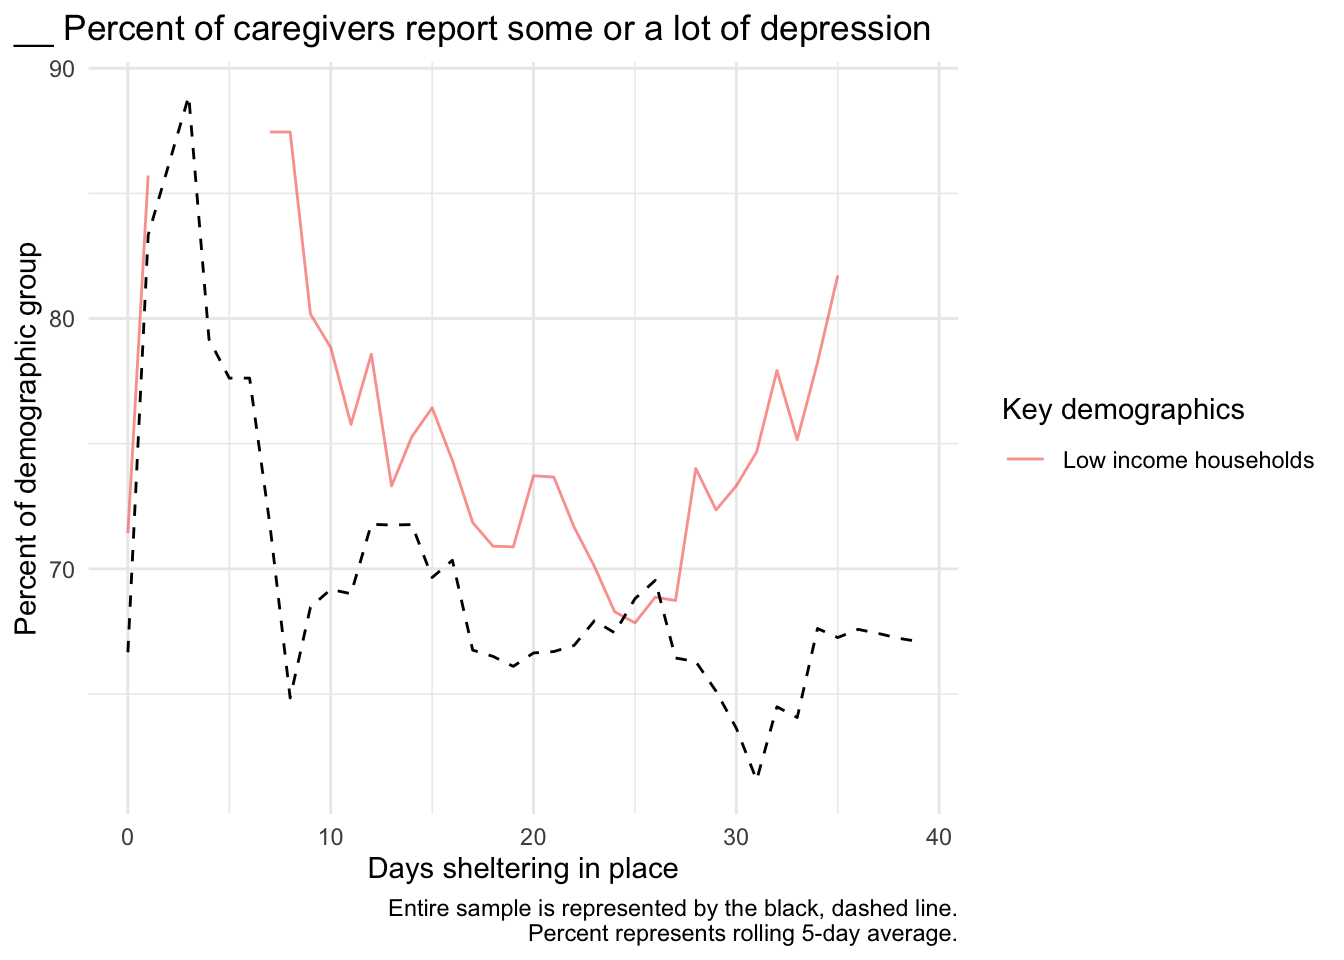 __ Percent of caregivers report some or a lot of depression
90
80
70
Percent of demographic group
0 10 20 30 40
Days sheltering in place
Key demographics
Low income households
Entire sample is represented by the black, dashed line.
Percent represents rolling 5-day average.